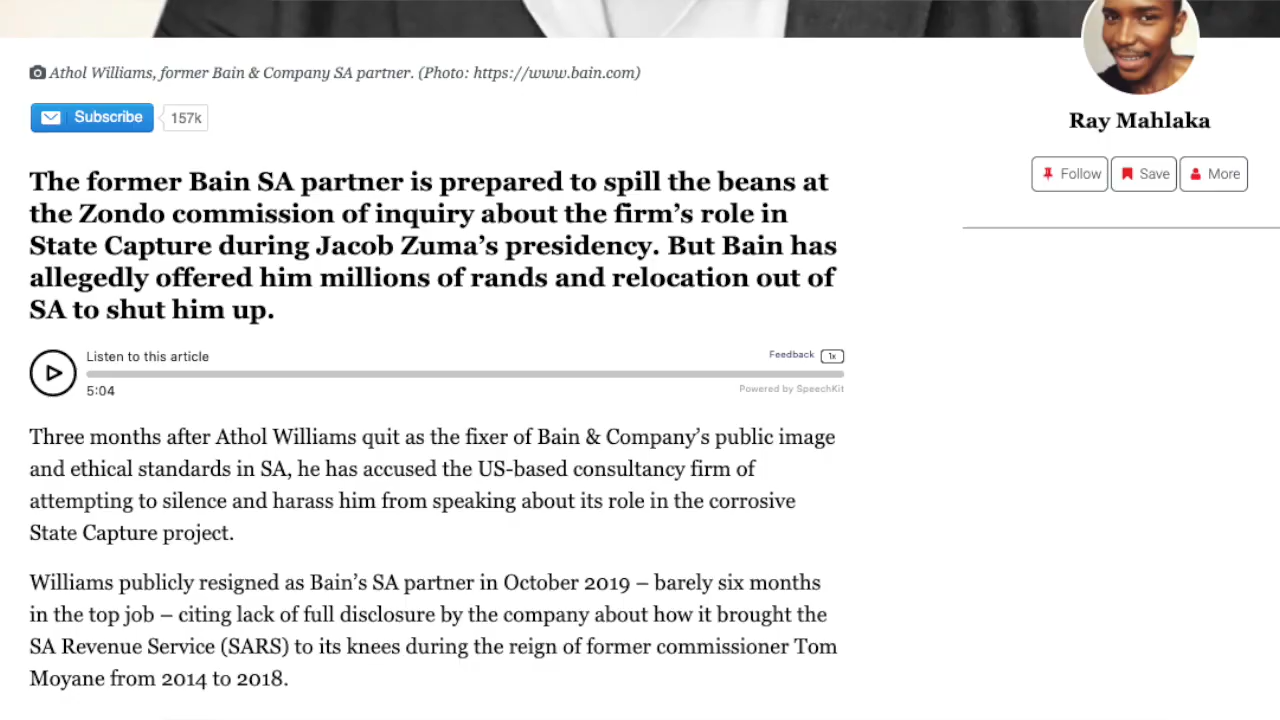 Athol Williams, former Bain & Company SA partner. (Photo: https://www.bain.com)
Subscribe 157k
The former Bain SA partner is prepared to spill the beans at
the Zondo commission of inquiry about the firm's role in
State Capture during Jacob Zuma's presidency. But Bain has
allegedly offered him millions of rands and relocation out of
SA to shut him up.
Listen to this article
Feedback 1x
5:04
Powered by SpeechKit
Three months after Athol Williams quit as the fixer of Bain & Company's public image
and ethical standards in SA, he has accused the US-based consultancy firm of
attempting to silence and harass him from speaking about its role in the corrosive
State Capture project.
Williams publicly resigned as Bain's SA partner in October 2019 – barely six months
in the top job – citing lack of full disclosure by the company about how it brought the
SA Revenue Service (SARS) to its knees during the reign of former commissioner Tom
Moyane from 2014 to 2018.
Ray Mahlaka
Follow Save More